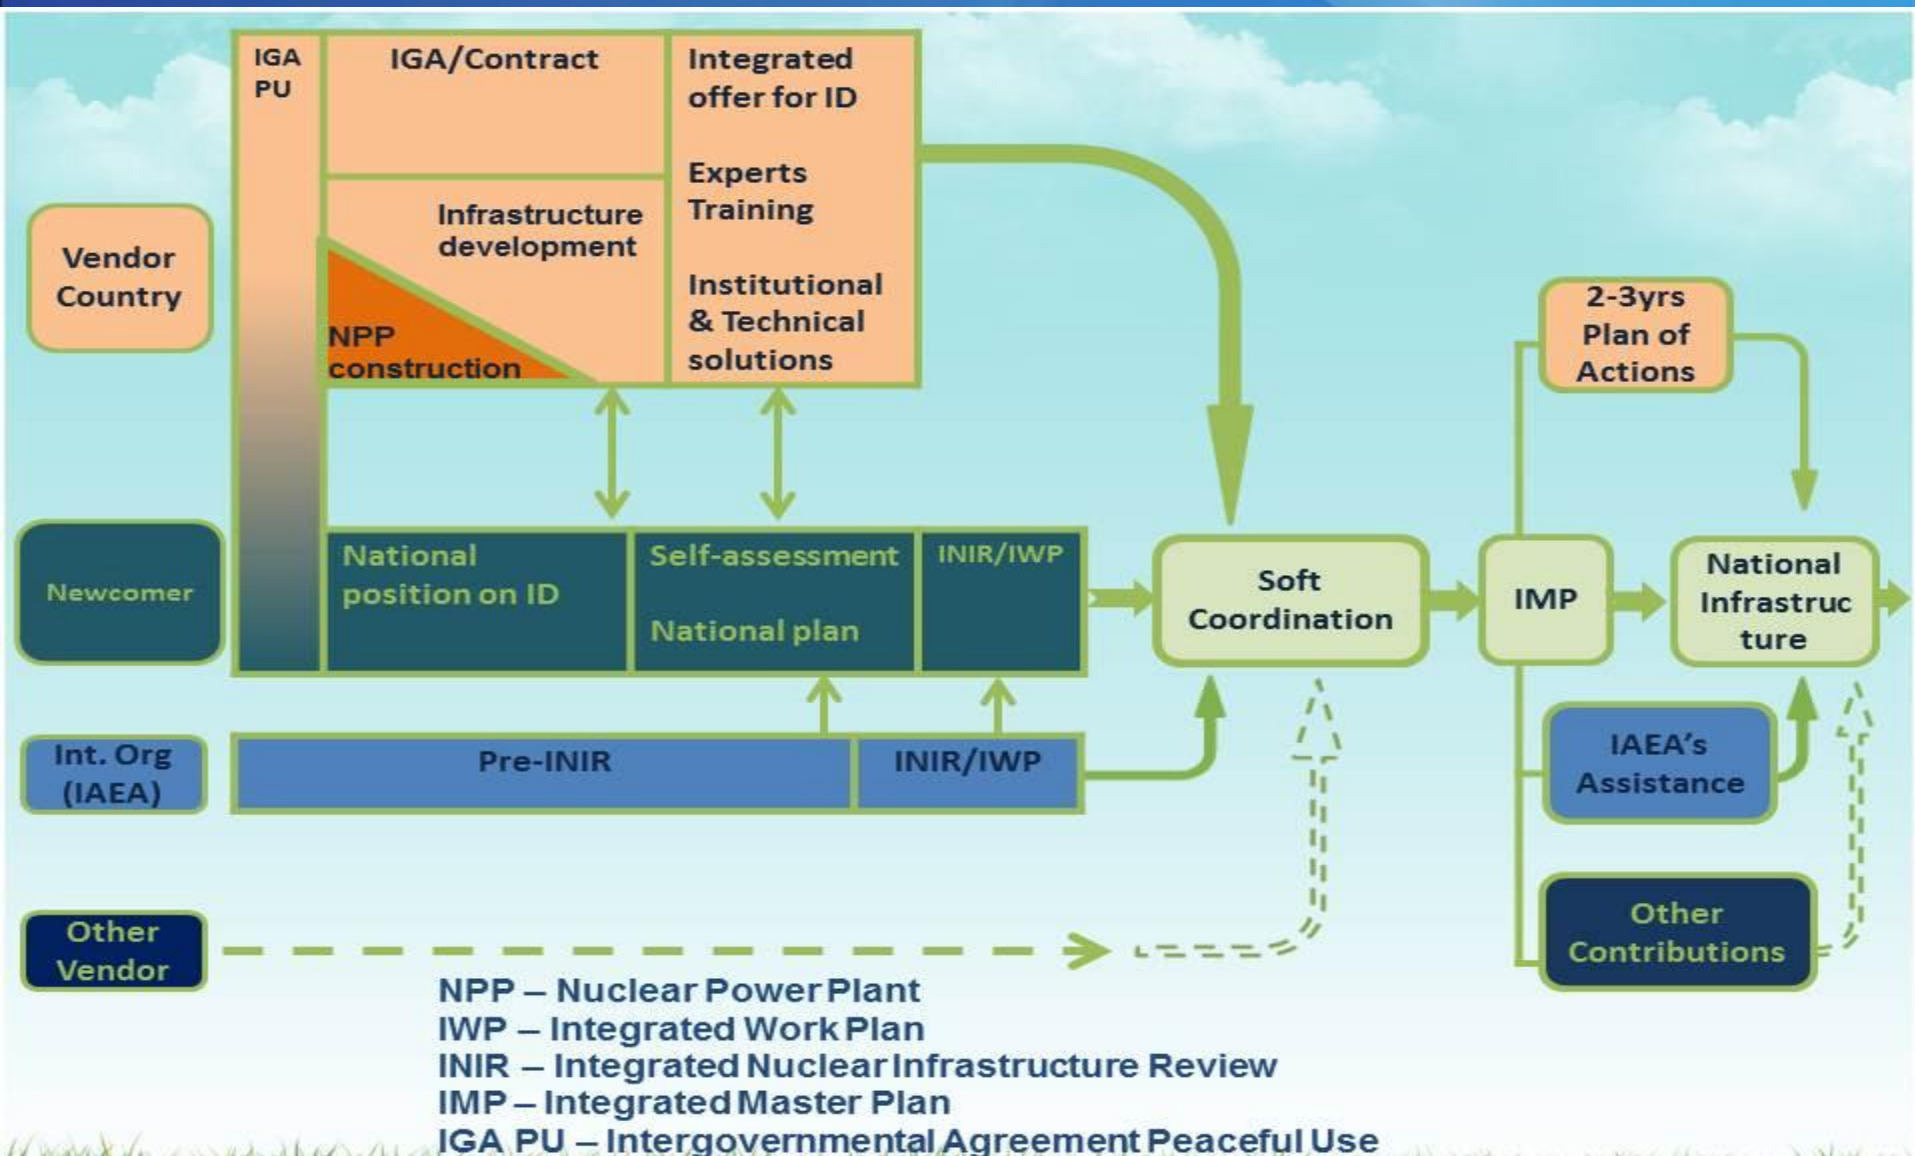 IGA
PU
IGA/Contract
Integrated
offer for ID
Experts
Training
Institutional
& Technical
solutions
Infrastructure
development
NPP
construction
Vendor
Country
2-3yrs
Plan of
Actions
Newcomer
National
position on ID
Self-assessment
National plan
INIR/IWP
Soft
Coordination
IMP
National
Infrastruc
ture
Int. Org
(IAEA)
Pre-INIR
INIR/IWP
IAEA's
Assistance
Other
Vendor
Other
Contributions
NPP – Nuclear Power Plant
IWP – Integrated Work Plan
INIR – Integrated Nuclear Infrastructure Review
IMP – Integrated Master Plan
IGA PU – Intergovernmental Agreement Peaceful Use